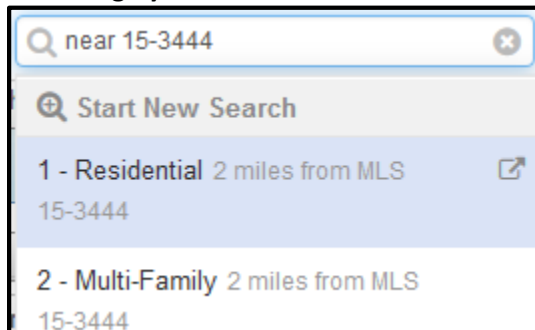 near 15-3444
Start New Search
1 - Residential 2 miles from MLS
15-3444
2 - Multi-Family 2 miles from MLS
15-3444